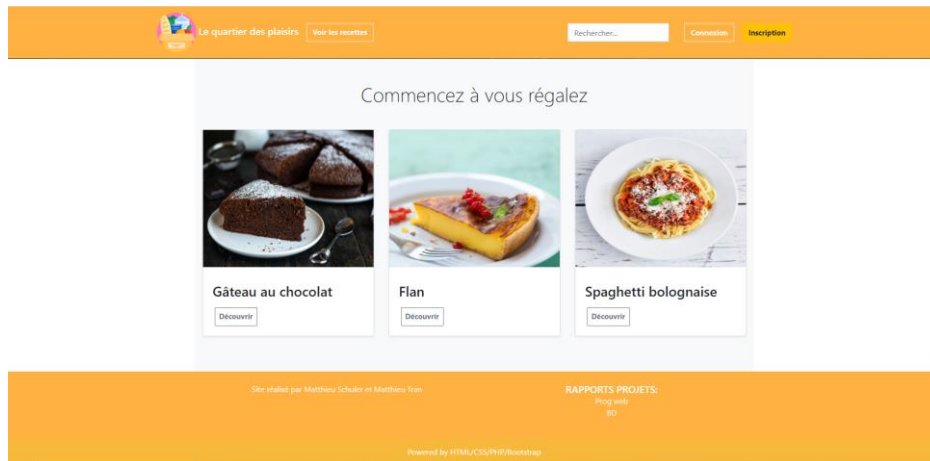 Le quartier des plaisirs Voir les recettes Rechercher... Connexion Inscription
Commencez à vous régalez
Gâteau au chocolat
Découvrir
Flan
Découvrir
Spaghetti bolognaise
Découvrir
Site réalisé par Matthieu Schuler et Matthieu Tran
RAPPORTS PROJETS:
Prog web
BD
Powered by HTML/CSS/PHP/Bootstrap